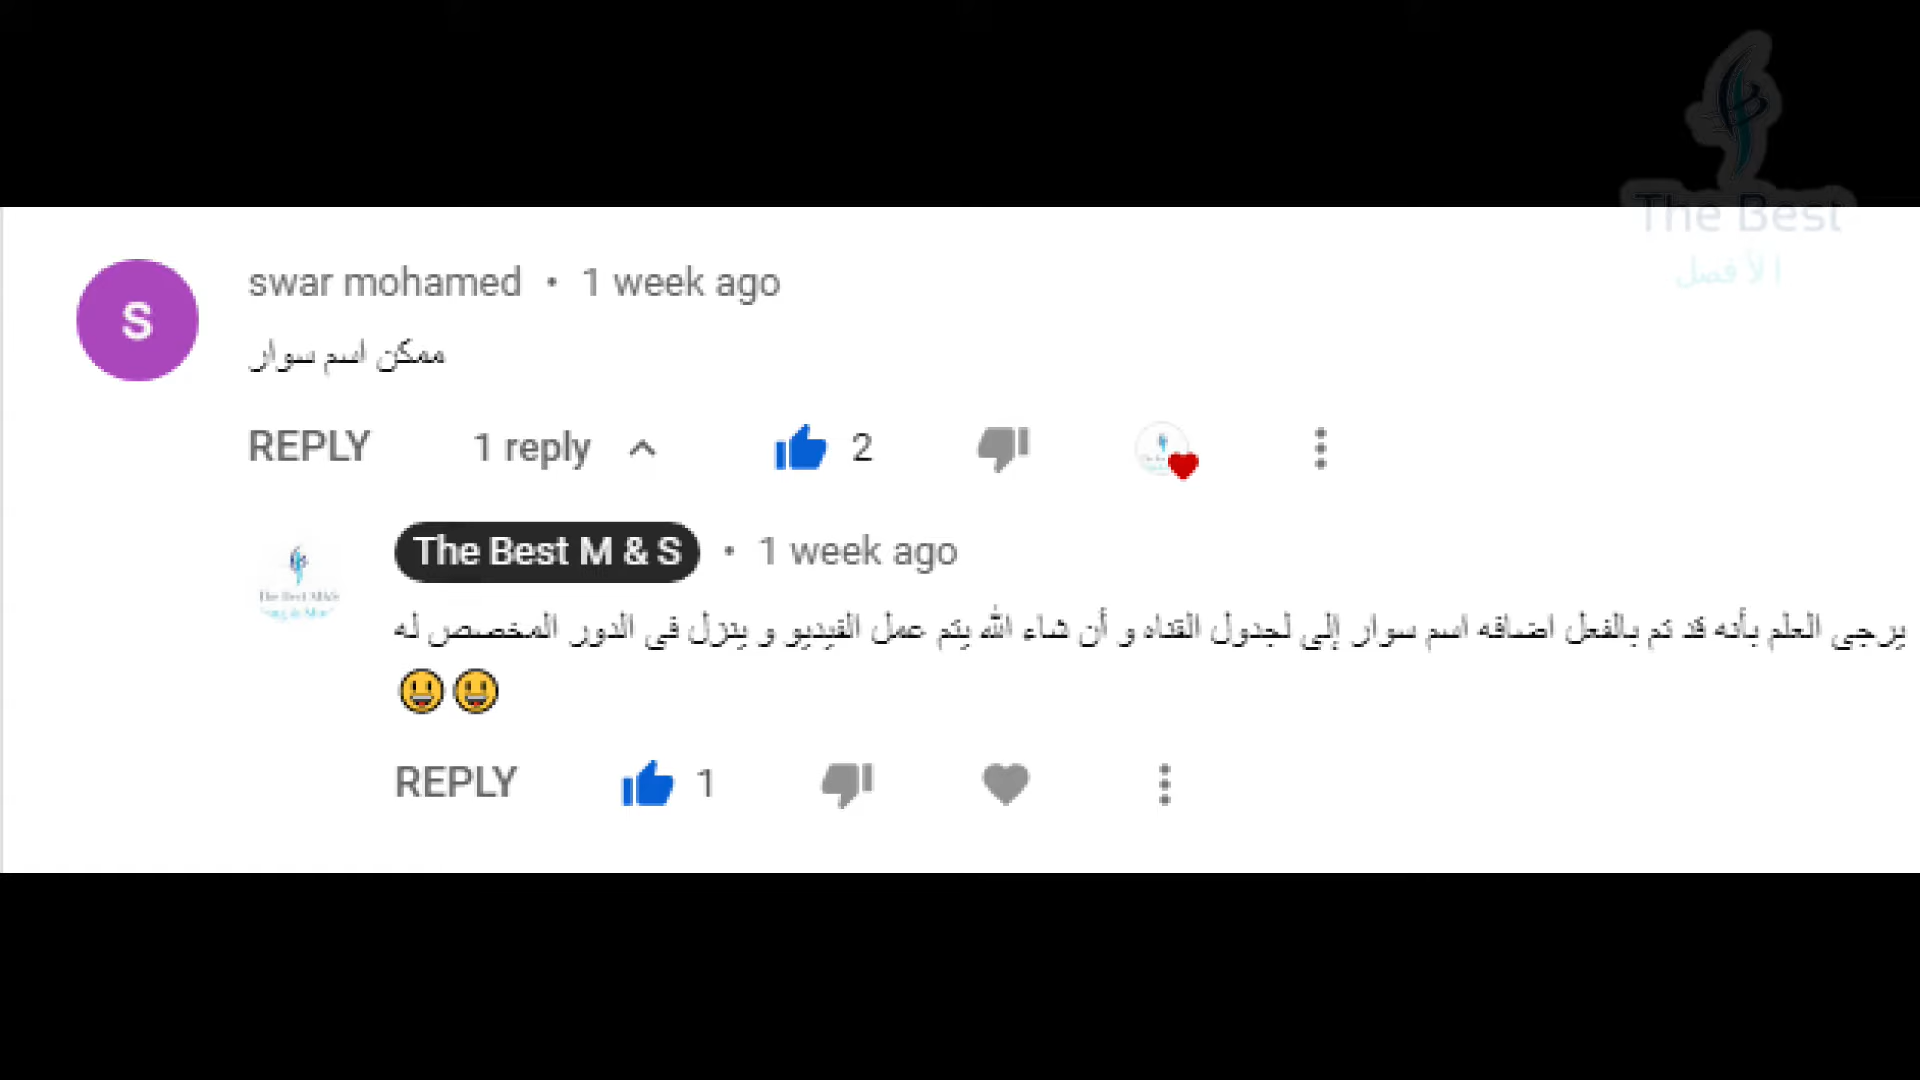 The Best
الأفضل
S
swar mohamed • 1 week ago
ممكن اسم سوار
REPLY 1 reply 2
The Best M & S • 1 week ago
يرجى العلم بأنه قد تم بالفعل اضافه اسم سوار إلى لجدول القناه و أن شاء الله يتم عمل الفيديو و ينزل فى الدور المخصص له
😃😃
REPLY 1